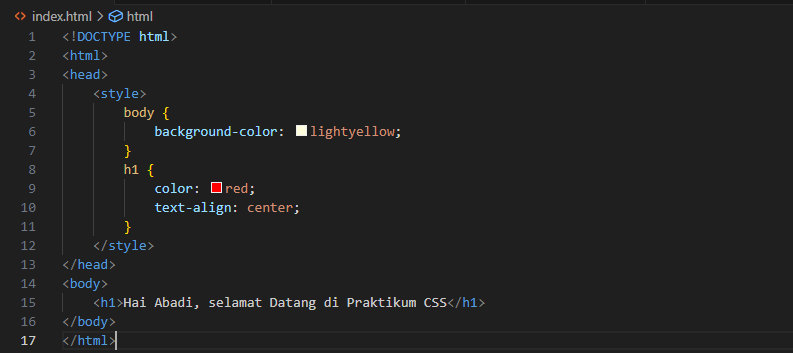 index.html > html
1 <!DOCTYPE html>
2 <html>
3 <head>
4     <style>
5         body {
6             background-color: lightyellow;
7         }
8         h1 {
9             color: red;
10             text-align: center;
11         }
12     </style>
13 </head>
14 <body>
15     <h1>Hai Abadi, selamat Datang di Praktikum CSS</h1>
16 </body>
17 </html>